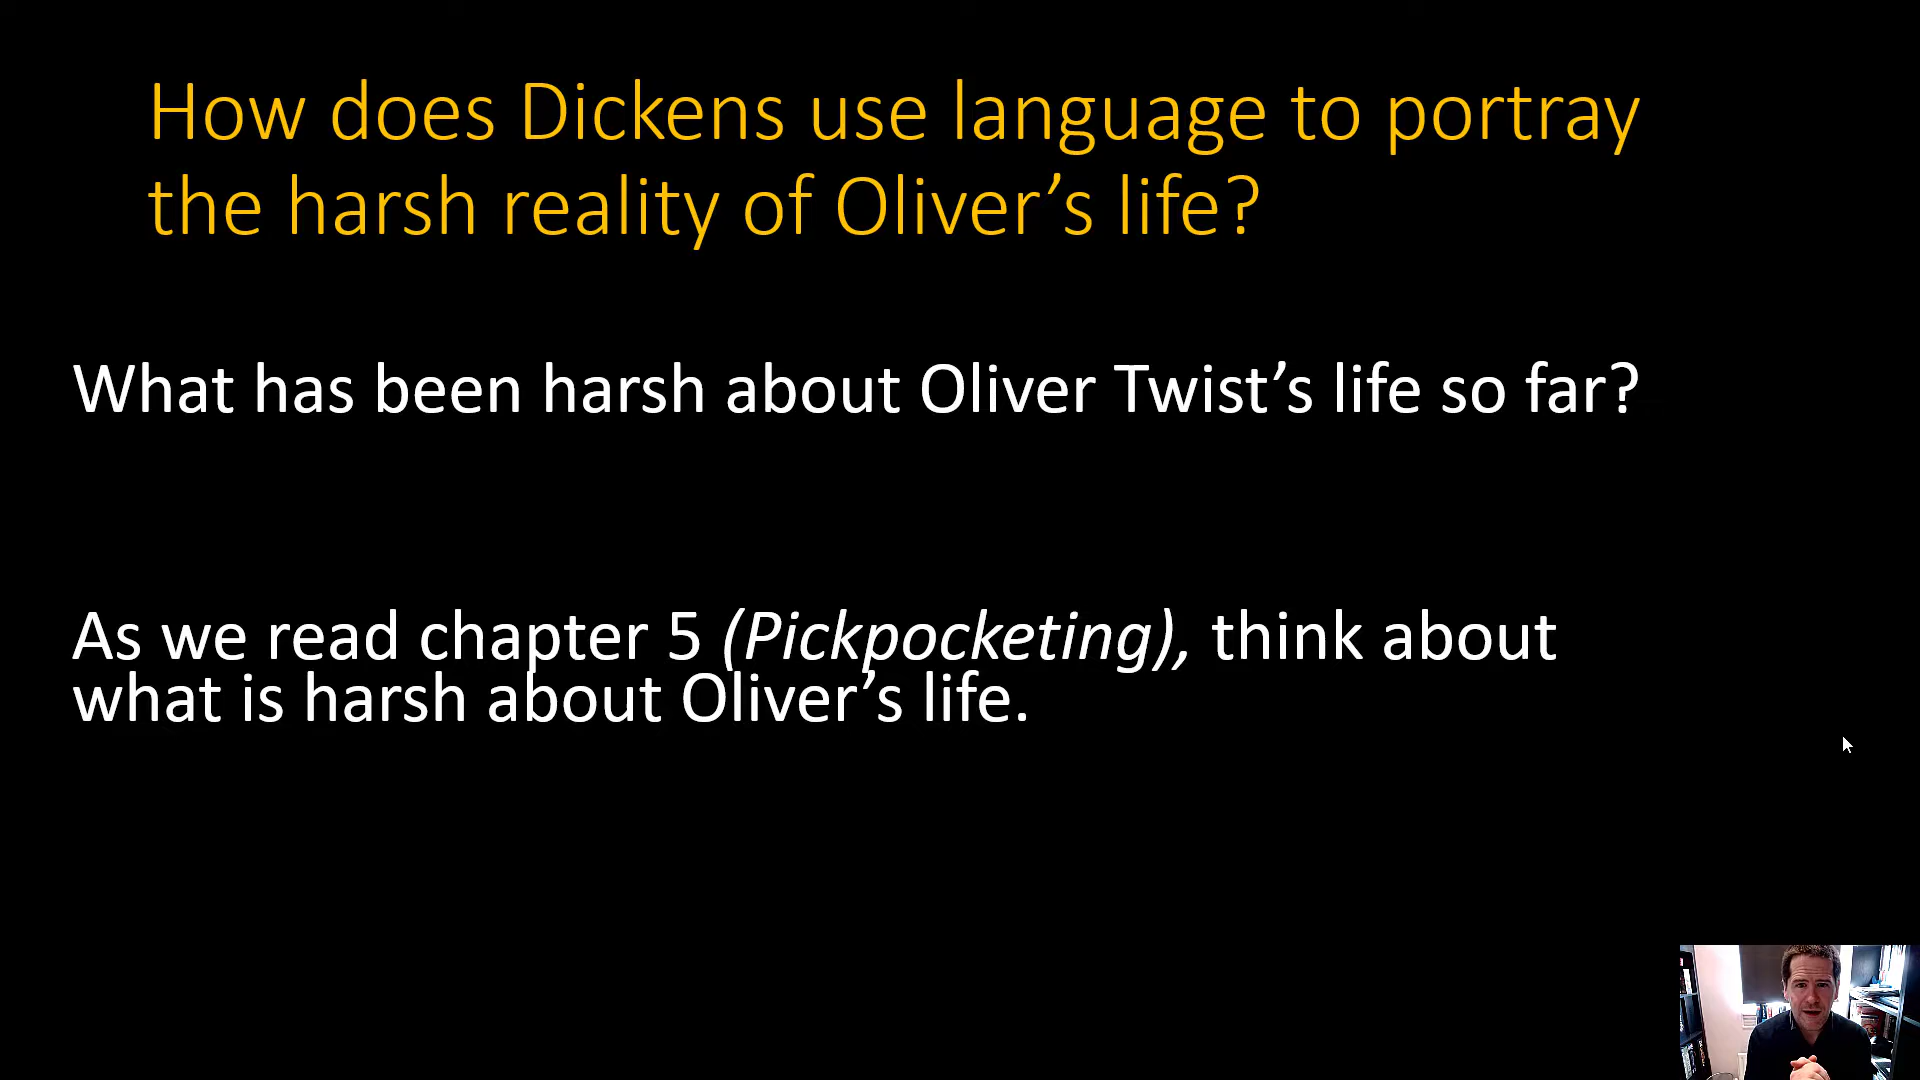 How does Dickens use language to portray
the harsh reality of Oliver’s life?
What has been harsh about Oliver Twist’s life so far?
As we read chapter 5 (Pickpocketing), think about
what is harsh about Oliver’s life.